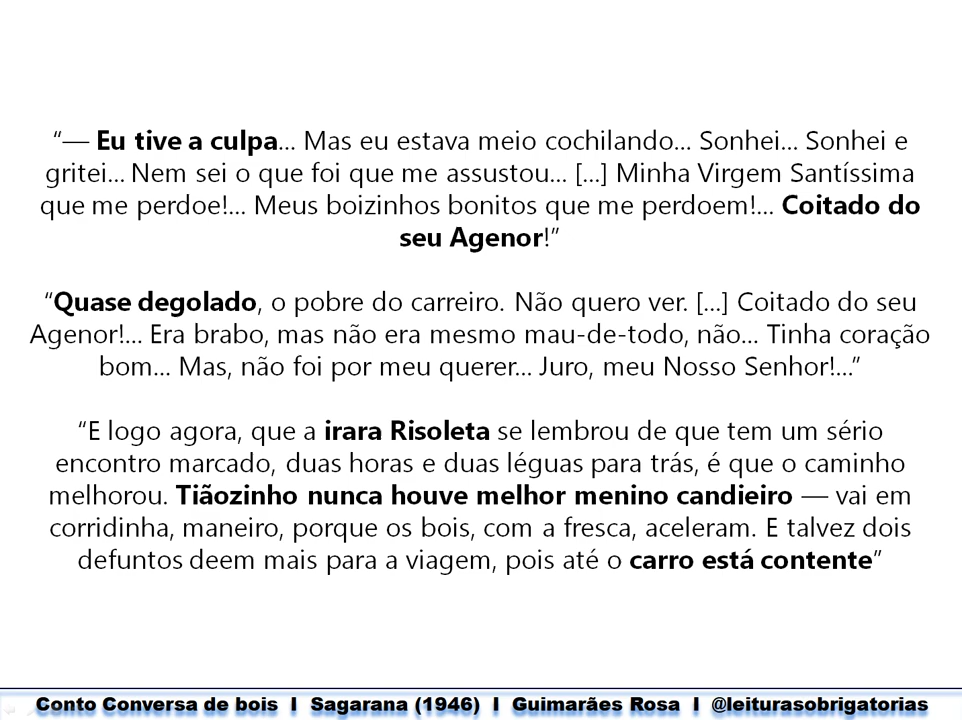 “— Eu tive a culpa... Mas eu estava meio cochilando... Sonhei... Sonhei e
gritei... Nem sei o que foi que me assustou... [...] Minha Virgem Santíssima
que me perdoe!... Meus boizinhos bonitos que me perdoem!... Coitado do
seu Agenor!”
“Quase degolado, o pobre do carreiro. Não quero ver. [...] Coitado do seu
Agenor!... Era brabo, mas não era mesmo mau-de-todo, não... Tinha coração
bom... Mas, não foi por meu querer... Juro, meu Nosso Senhor!...”
“E logo agora, que a irara Risoleta se lembrou de que tem um sério
encontro marcado, duas horas e duas léguas para trás, é que o caminho
melhorou. Tiãozinho nunca houve melhor menino candieiro — vai em
corridinha, maneiro, porque os bois, com a fresca, aceleram. E talvez dois
defuntos deem mais para a viagem, pois até o carro está contente”
Conto Conversa de bois I Sagarana (1946) I Guimarães Rosa I @leiturasobrigatorias